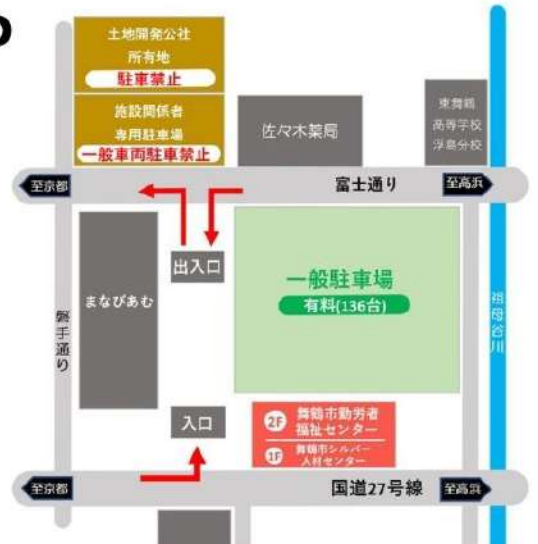 土地開発公社
所有地
駐車禁止
施設関係者
専用駐車場
一般車両駐車禁止
佐々木薬局
東舞鶴
高等学校
浮島分校
至京都
富士通り
至高浜
出入口
一般駐車場
有料(136台)
まなびあむ
磐手通り
祖母谷川
入口
2F 舞鶴市勤労者
福祉センター
1F 舞鶴市シルバー
人材センター
至京都
国道27号線
至高浜